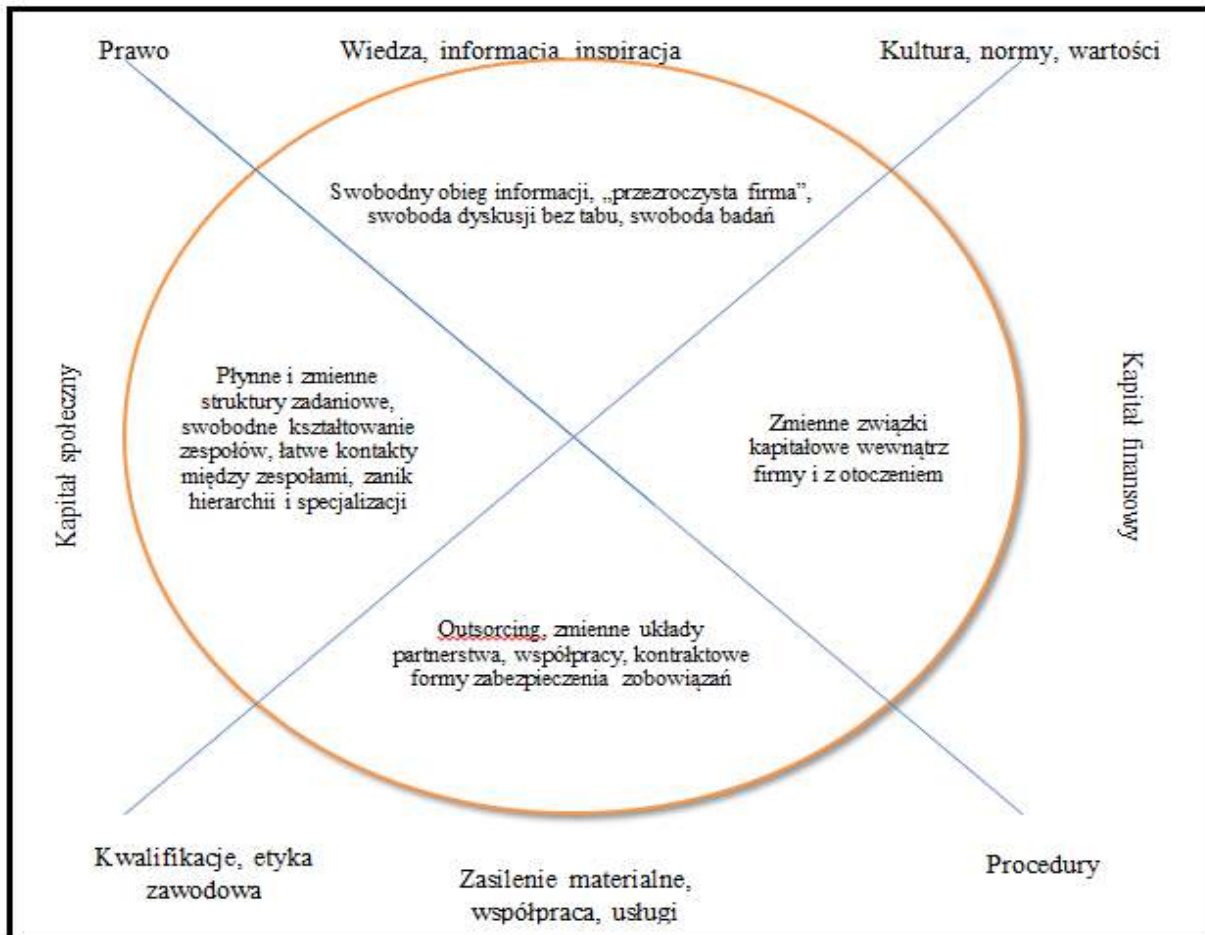 Prawo
Wiedza, informacja, inspiracja
Kultura, normy, wartości
Swobodny obieg informacji, „przezroczysta firma”,
swoboda dyskusji bez tabu, swoboda badań
Kapitał społeczny
Płynne i zmienne
struktury zadaniowe,
swobodne kształtowanie
zespołów, łatwe kontakty
między zespołami, zanik
hierarchii i specjalizacji
Zmienne związki
kapitałowe wewnątrz
firmy i z otoczeniem
Kapitał finansowy
Outsorcing, zmienne układy
partnerstwa, współpracy, kontraktowe
formy zabezpieczenia zobowiązań
Kwalifikacje, etyka
zawodowa
Zasilenie materialne,
współpraca, usługi
Procedury